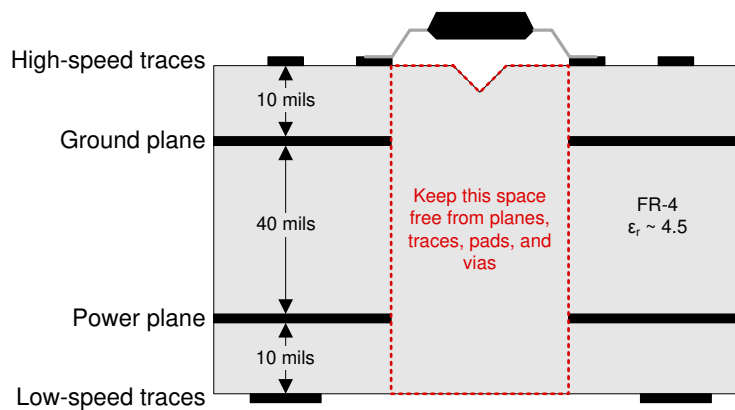 High-speed traces
10 mils
Ground plane
40 mils
Keep this space
free from planes,
traces, pads, and
vias
FR-4
εr ~ 4.5
Power plane
10 mils
Low-speed traces